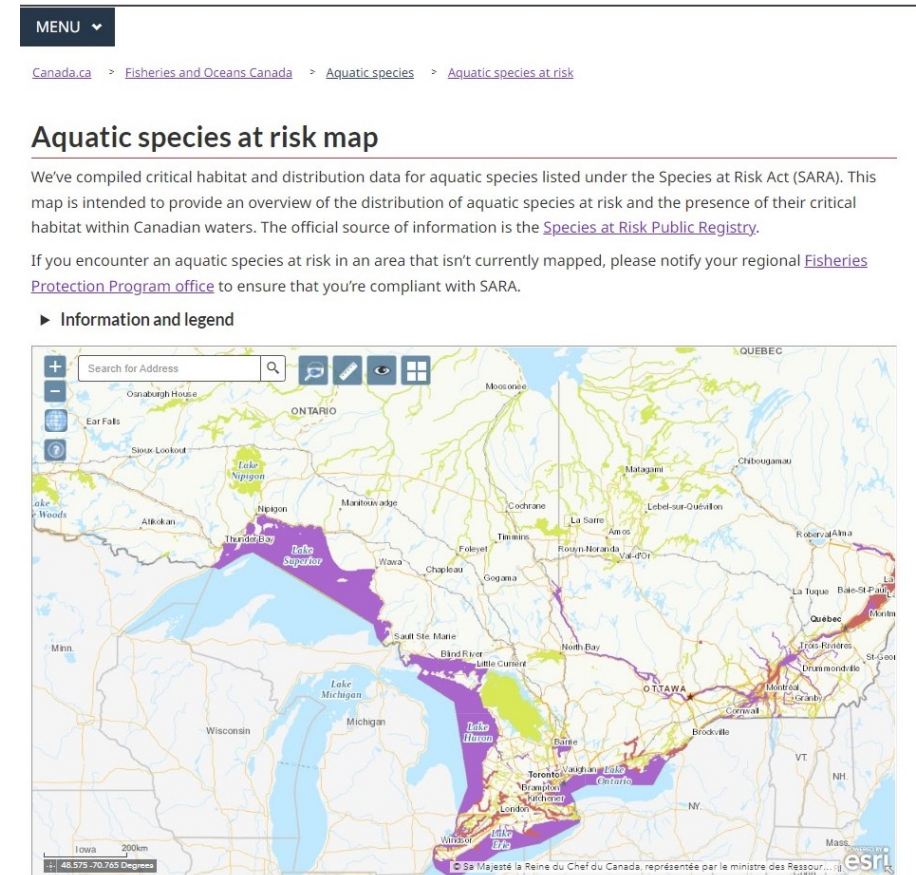 MENU
Canada.ca > Fisheries and Oceans Canada > Aquatic species > Aquatic species at risk
Aquatic species at risk map
We've compiled critical habitat and distribution data for aquatic species listed under the Species at Risk Act (SARA). This
map is intended to provide an overview of the distribution of aquatic species at risk and the presence of their critical
habitat within Canadian waters. The official source of information is the Species at Risk Public Registry.
If you encounter an aquatic species at risk in an area that isn't currently mapped, please notify your regional Fisheries
Protection Program office to ensure that you're compliant with SARA.
Information and legend
QUEBEC
Search for Address
Moosonee
Osnaburgh House
ONTARIO
Ear Falls
Sioux Lookout
Chibougamau
Lake
Nipigon
Matagami
Manitouwadge
Cochrane
Lebel-sur-Quévillon
Nipigon
Lake
e Woods
Atikokan
La Sarre
Amos
Roberval Alma
Thunder Bay
Timmins
Lake
Superior
Foleyet
Rouyn-Noranda
Val-d'Or
Wawa
Chapleau
Gogama
La Tuque
Baie-St-Paul
La
Montm
Québec
Sault Ste. Marie
Minn.
Blind River
North Bay
Trois-Rivières
Little Current
St-Geor
Drummondville
Lake
Michigan
OTTAWA
Montréal
Granby
Cornwall
Michigan
Wisconsin
Lake
Huron
Barrie
Brockville
VT.
Toronto
Vaughan
Lake
Ontario
NH.
Brampton
Kitchener
London
NY.
Windsor
Lake
Erie
Mass.
Iowa
200km
48.575 -70.765 Degrees
© Sa Majesté la Reine du Chef du Canada, représentée par le ministre des Ressour...
POWERED BY
esri